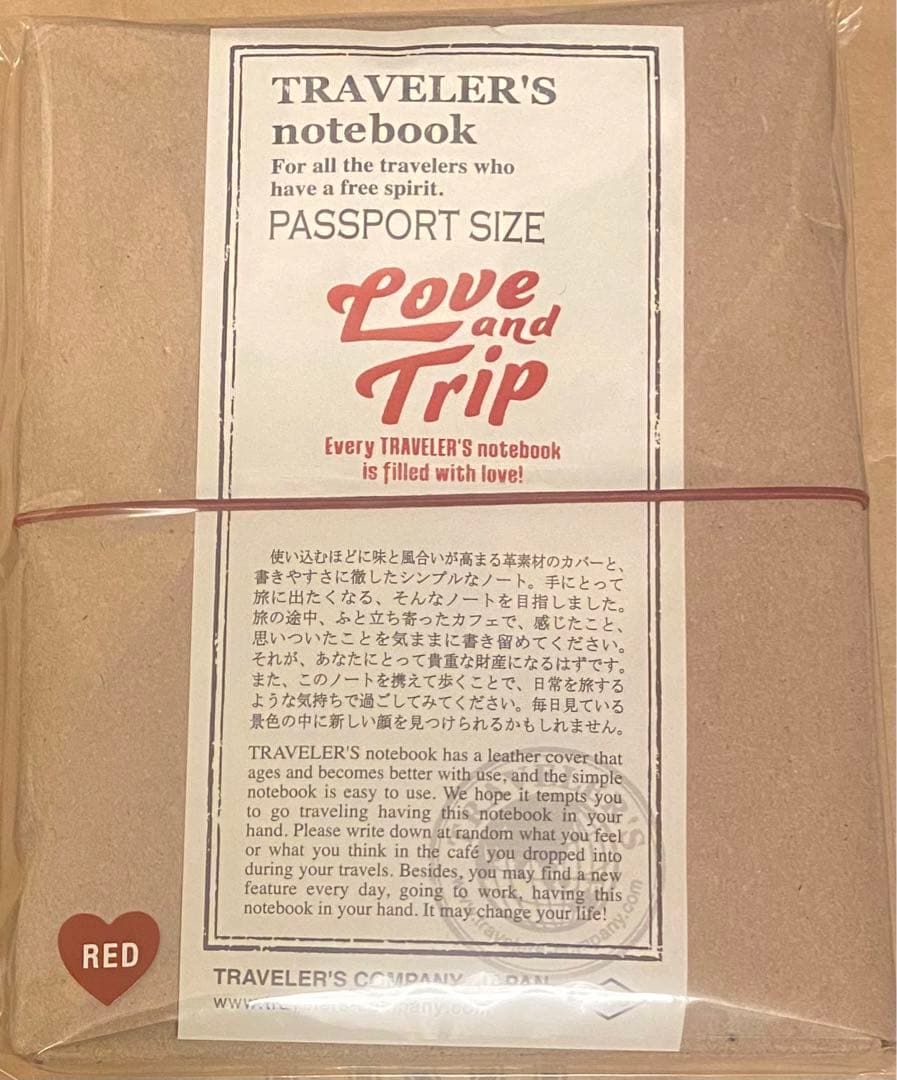 TRAVELER'S
notebook
For all the travelers who
have a free spirit.
PASSPORT SIZE
Love
and
Trip
Every TRAVELER'S notebook
is filled with love!
使い込むほどに味と風合いが高まる革素材のカバーと、
書きやすさに徹したシンプルなノート。手にとって
旅に出たくなる、そんなノートを目指しました。
旅の途中、ふと立ち寄ったカフェで、感じたこと、
思いついたことを気ままに書き留めてください。
それが、あなたにとって貴重な財産になるはずです。
また、このノートを携えて歩くことで、日常を旅する
ような気持ちで過ごしてみてください。毎日見ている
景色の中に新しい顔を見つけられるかもしれません。
TRAVELER'S notebook has a leather cover that
ages and becomes better with use, and the simple
notebook is easy to use. We hope it tempts you
to go traveling having this notebook in your
hand. Please write down at random what you feel
or what you think in the café you dropped into
during your travels. Besides, you may find a new
feature every day, going to work, having this
notebook in your hand. It may change your life!
RED
TRAVELER'S COMPANY JAPAN